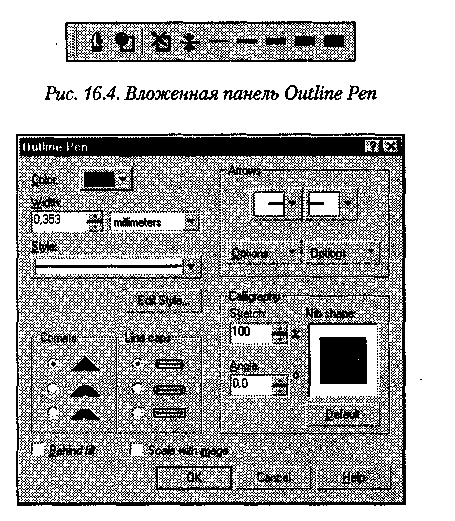 Рис. 16.4. Вложенная панель Outline Pen
Outline Pen
Color:
Arrows
Width:
0,353
millimeters
Style:
Options
Options
Edit Style...
Calligraphy
Stretch:
Nib shape:
100
%
Corners
Line caps
Angle:
0.0
°
Default
Behind fill
Scale with image
OK
Cancel
Help